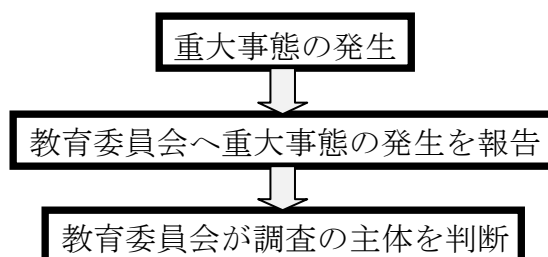 重大事態の発生
教育委員会へ重大事態の発生を報告
教育委員会が調査の主体を判断